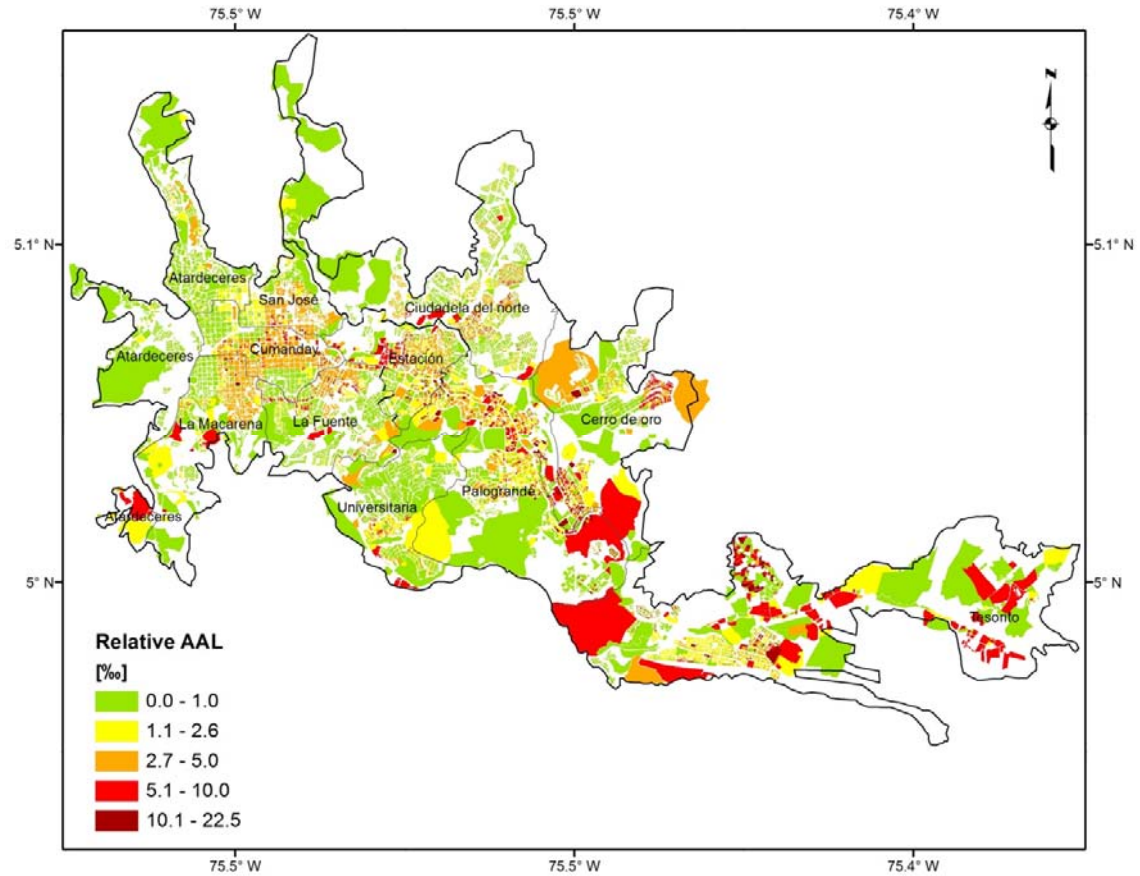 75.5° W 75.5° W 75.4° W
N
5.1° N 5.1° N
Atardeceres
San José
Ciudadela del norte
Atardeceres
Cumanday
Estación
La Macarena
La Fuente
Cerro de oro
Palogrande
Universitaria
Atardeceres
5° N 5° N
Tesorito
Relative AAL
[‰]
0.0 - 1.0
1.1 - 2.6
2.7 - 5.0
5.1 - 10.0
10.1 - 22.5
75.5° W 75.5° W 75.4° W